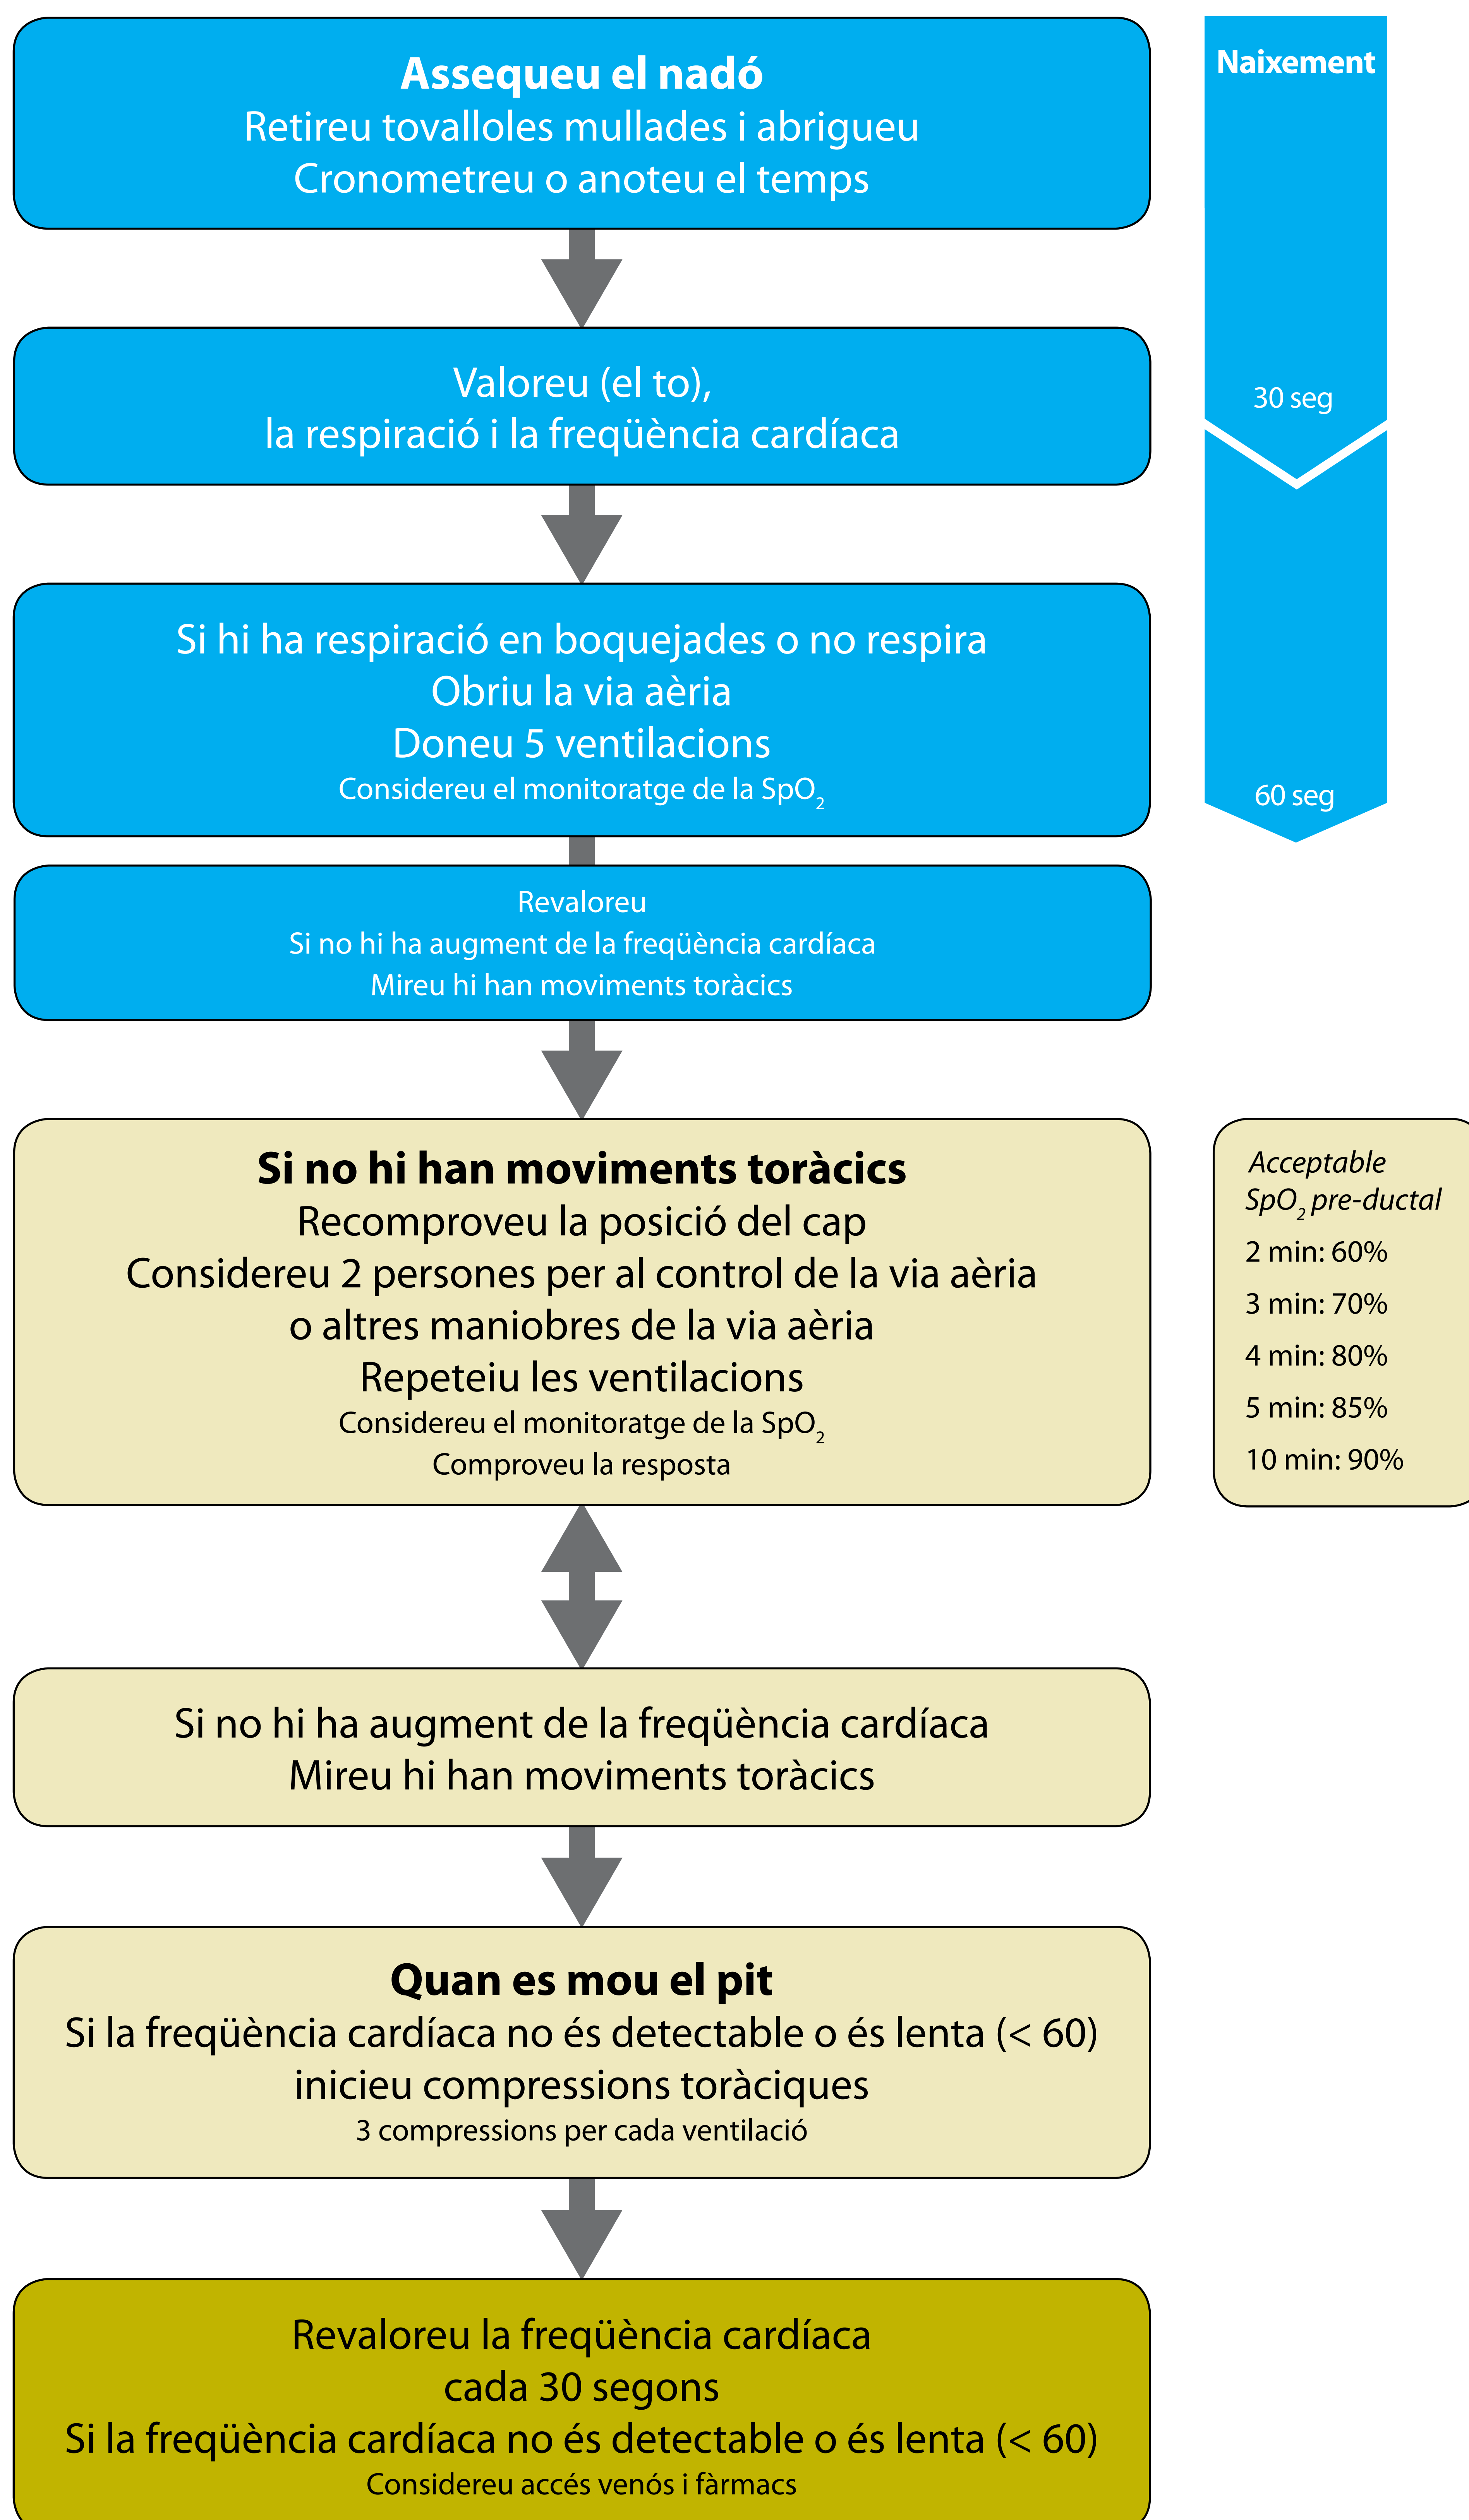 Assequeu el nadó
Retireu tovalloles mullades i abrigueu
Cronometreu o anoteu el temps
Naixement
Valoreu (el to),
la respiració i la freqüència cardíaca
30 seg
Si hi ha respiració en boquejades o no respira
Obriu la via aèria
Doneu 5 ventilacions
Considereu el monitoratge de la SpO2
60 seg
Revaloreu
Si no hi ha augment de la freqüència cardíaca
Mireu hi han moviments toràcics
Si no hi han moviments toràcics
Recomproveu la posició del cap
Considereu 2 persones per al control de la via aèria
o altres maniobres de la via aèria
Repeteiu les ventilacions
Considereu el monitoratge de la SpO2
Comproveu la resposta
Acceptable
SpO2 pre-ductal
2 min: 60%
3 min: 70%
4 min: 80%
5 min: 85%
10 min: 90%
Si no hi ha augment de la freqüència cardíaca
Mireu hi han moviments toràcics
Quan es mou el pit
Si la freqüència cardíaca no és detectable o és lenta (< 60)
inicieu compressions toràciques
3 compressions per cada ventilació
Revaloreu la freqüència cardíaca
cada 30 segons
Si la freqüència cardíaca no és detectable o és lenta (< 60)
Considereu accés venós i fàrmacs